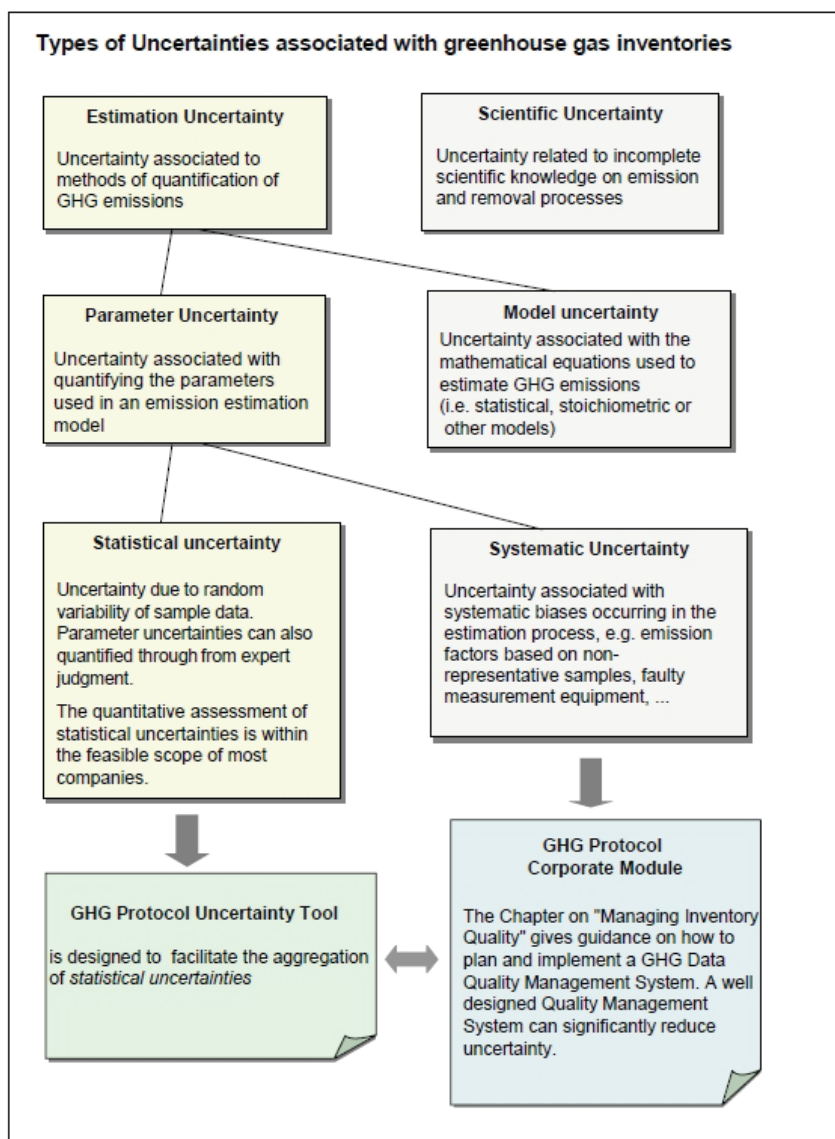 Types of Uncertainties associated with greenhouse gas inventories
Estimation Uncertainty
Uncertainty associated to
methods of quantification of
GHG emissions
Scientific Uncertainty
Uncertainty related to incomplete
scientific knowledge on emission
and removal processes
Parameter Uncertainty
Uncertainty associated with
quantifying the parameters
used in an emission estimation
model
Model uncertainty
Uncertainty associated with the
mathematical equations used to
estimate GHG emissions
(i.e. statistical, stoichiometric or
other models)
Statistical uncertainty
Uncertainty due to random
variability of sample data.
Parameter uncertainties can also
quantified through from expert
judgment.
The quantitative assessment of
statistical uncertainties is within
the feasible scope of most
companies.
Systematic Uncertainty
Uncertainty associated with
systematic biases occurring in the
estimation process, e.g. emission
factors based on non-
representative samples, faulty
measurement equipment, ...
GHG Protocol Uncertainty Tool
is designed to facilitate the aggregation
of statistical uncertainties
GHG Protocol
Corporate Module
The Chapter on "Managing Inventory
Quality" gives guidance on how to
plan and implement a GHG Data
Quality Management System. A well
designed Quality Management
System can significantly reduce
uncertainty.